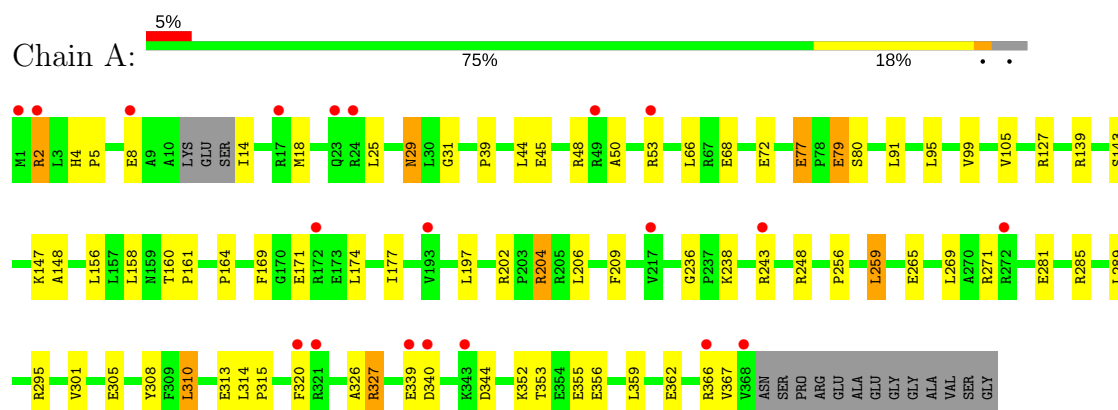 5%
Chain A:
75% 18% • •
M1 R2 L3 H4 P5 E8 A9 A10 LYS GLU SER I14 R17 M18 Q23 R24 L25 N29 L30 G31 P39 L44 E45 R48 R49 A50 R53 L66 R67 E68 E72 E77 P78 E79 S80 L91 L95 V99 V105 R127 R139
K147 A148 L156 L157 L158 N159 T160 P161 P164 F169 G170 E171 R172 E173 L174 I177 V193 L197 R202 P203 R204 R205 L206 F209 V217 G236 P237 K238 R243 R248 P256 L259 E265 L269 A270 R271 R272 E281 R285
R295 V301 E305 Y308 F309 L310 E313 L314 P315 F320 R321 A326 R327 E339 D340 K343 D344 K352 T353 E354 E355 E356 L359 E362 R366 V367 V368 ASN SER PRO ARG GLU ALA GLU GLY GLY ALA VAL SER GLY